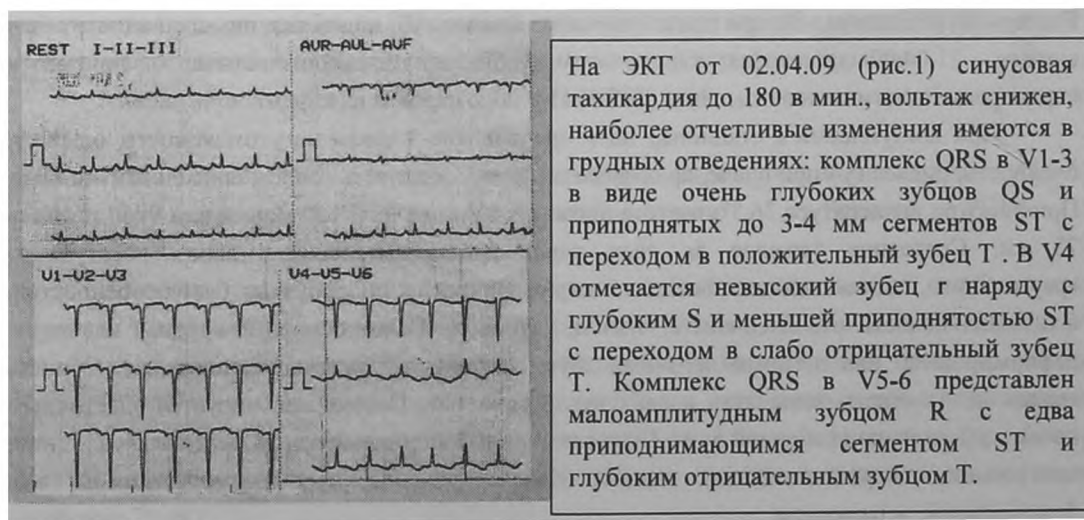 REST I-II-III
AVR-AVL-AVF
V1-V2-V3
V4-V5-V6
На ЭКГ от 02.04.09 (рис.1) синусовая
тахикардия до 180 в мин., вольтаж снижен,
наиболее отчетливые изменения имеются в
грудных отведениях: комплекс QRS в V1-3
в виде очень глубоких зубцов QS и
приподнятых до 3-4 мм сегментов ST с
переходом в положительный зубец T . В V4
отмечается невысокий зубец r наряду с
глубоким S и меньшей приподнятостью ST
с переходом в слабо отрицательный зубец
T. Комплекс QRS в V5-6 представлен
малоамплитудным зубцом R с едва
приподнимающимся сегментом ST и
глубоким отрицательным зубцом T.